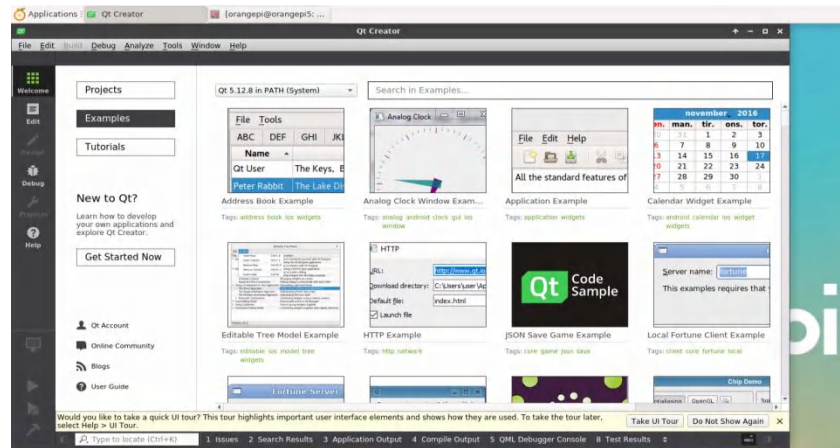 Applications
Qt Creator
[orangepi@orangepi5: ...
Qt Creator
File Edit Build Debug Analyze Tools Window Help
Welcome
Edit
Design
Debug
Projects
Help
Projects
Examples
Tutorials
New to Qt?
Learn how to develop
your own applications and
explore Qt Creator.
Get Started Now
Qt Account
Online Community
Blogs
User Guide
Qt 5.12.8 in PATH (System)
Search in Examples...
File Tools
ABC DEF GHI JKL
Name
Qt User The Keys, B
Peter Rabbit The Lake Di
Address Book Example
Tags: address book ios widgets
Analog Clock
Analog Clock Window Exam...
Tags: analog android clock gui ios
window
File Edit Help
All the standard features of
Application Example
Tags: application widgets
november 2016
man. tir. ons. tor.
31 1 2 3
6 7 8 9 10
13 14 15 16 17
20 21 22 23 24
27 28 29 30
Calendar Widget Example
Tags: android calendar ios widget
widgets
Editable Tree Model Example
Tags: editable ios model tree
widgets
HTTP
URL: http://www.qt.io
Download directory: C:\Users\user\Ap
Default file: index.html
Launch file
HTTP Example
Tags: http network
Qt Code
Sample
JSON Save Game Example
Tags: core game json save
Server name: fortune
This examples requires that
Local Fortune Client Example
Tags: client core fortune local
Fortune Server
Chip Demo
OpenGL
pi
Would you like to take a quick UI tour? This tour highlights important user interface elements and shows how they are used. To take the tour later,
select Help > UI Tour.
Take UI Tour
Do Not Show Again
Type to locate (Ctrl+K)
1 Issues 2 Search Results 3 Application Output 4 Compile Output 5 QML Debugger Console 8 Test Results